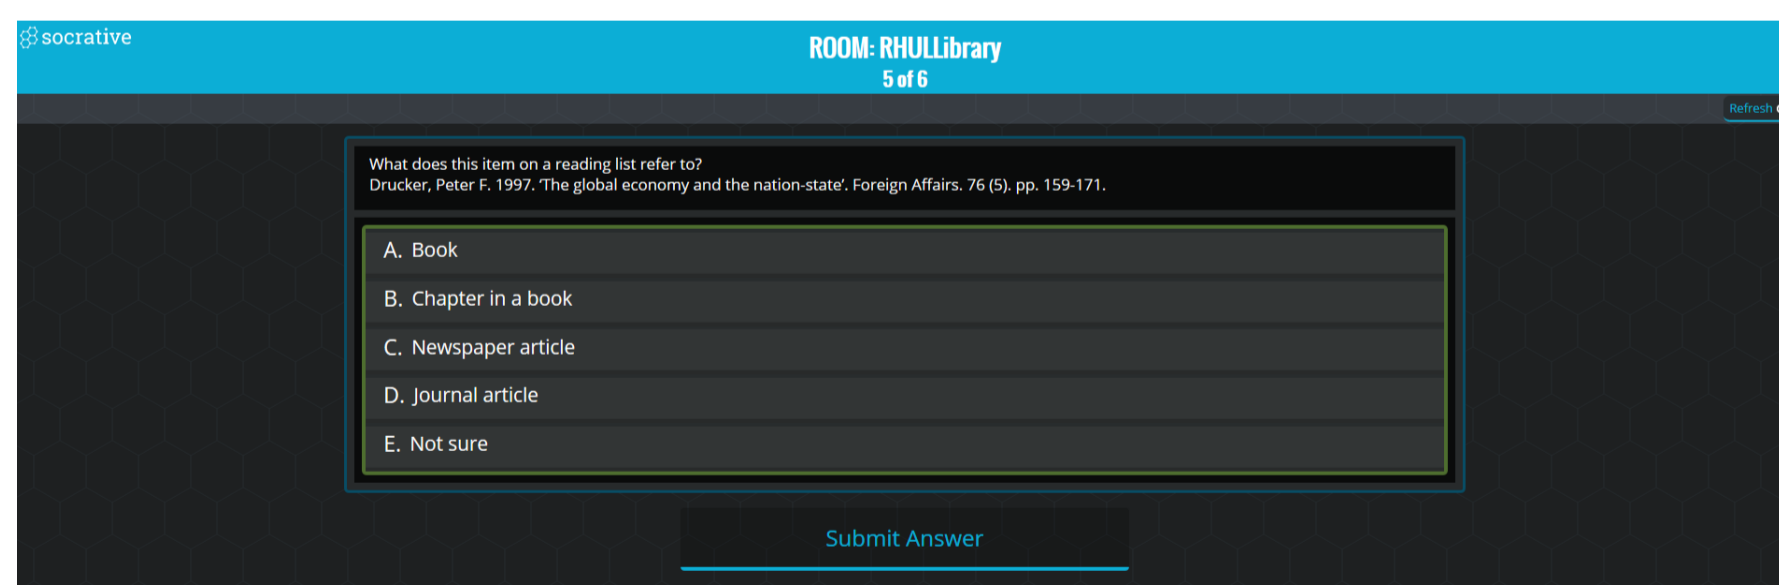 socrative
ROOM: RHULLibrary
5 of 6
Refresh
What does this item on a reading list refer to?
Drucker, Peter F. 1997. ‘The global economy and the nation-state’. Foreign Affairs. 76 (5). pp. 159-171.
A. Book
B. Chapter in a book
C. Newspaper article
D. Journal article
E. Not sure
Submit Answer